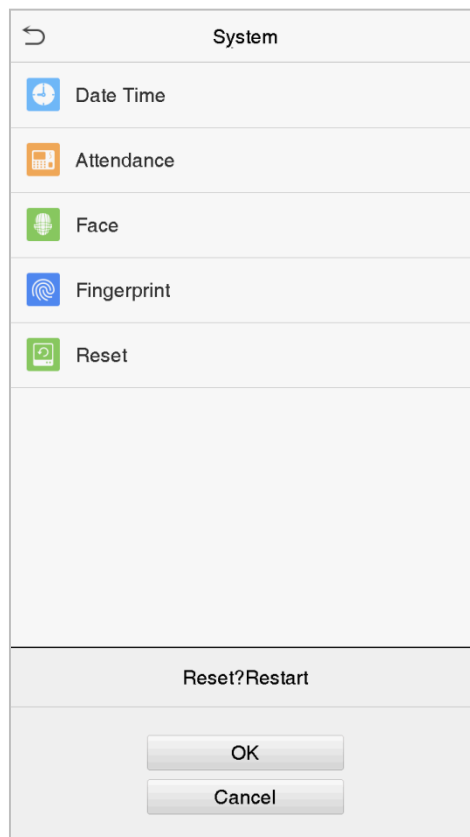 System
Date Time
Attendance
Face
Fingerprint
Reset
Reset?Restart
OK
Cancel